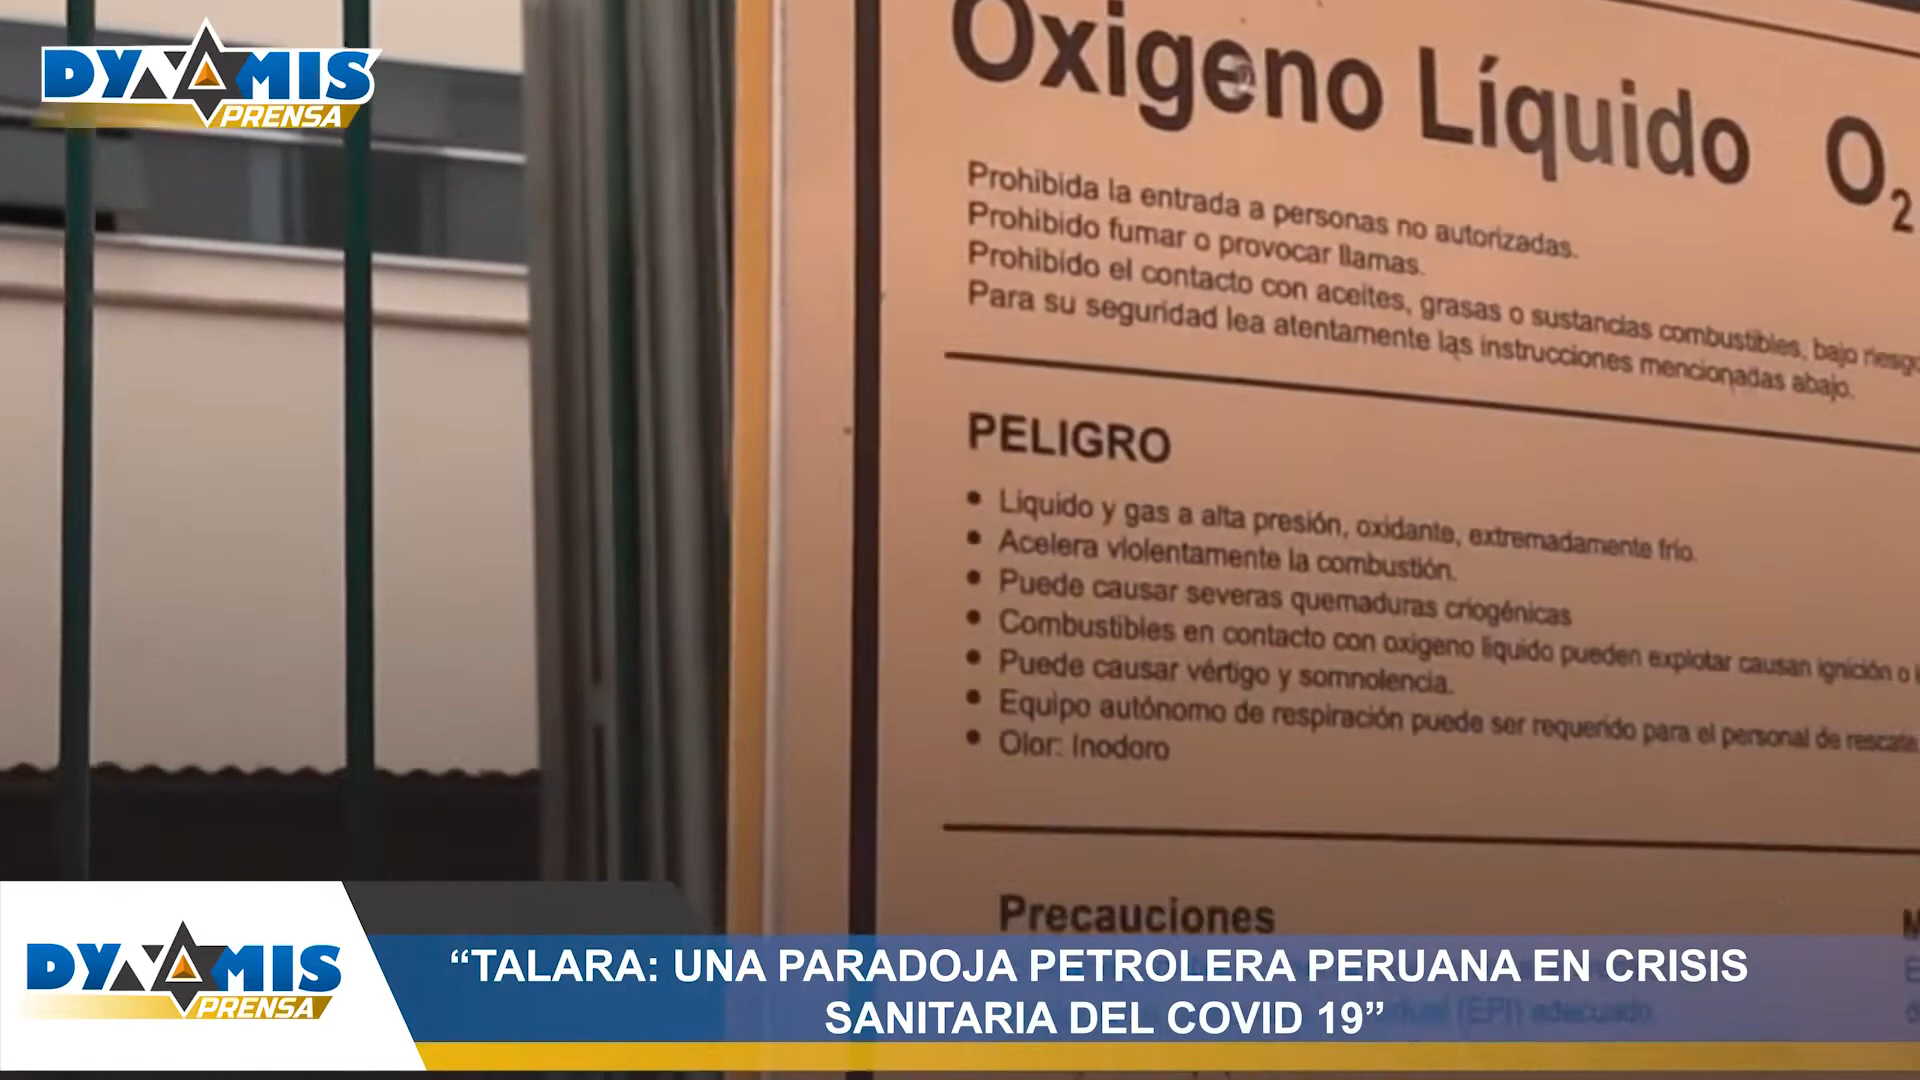 DYNAMIS
PRENSA
Oxigeno Líquido O₂
Prohibida la entrada a personas no autorizadas.
Prohibido fumar o provocar llamas.
Prohibido el contacto con aceites, grasas o sustancias combustibles, bajo riesgo
Para su seguridad lea atentamente las instrucciones mencionadas abajo.
PELIGRO
• Liquido y gas a alta presión, oxidante, extremadamente frío.
• Acelera violentamente la combustión.
• Puede causar severas quemaduras criogénicas
• Combustibles en contacto con oxigeno liquido pueden explotar causan ignición o
• Puede causar vértigo y somnolencia.
• Equipo autónomo de respiración puede ser requerido para el personal de rescate.
• Olor: Inodoro
Precauciones
DYNAMIS
PRENSA
“TALARA: UNA PARADOJA PETROLERA PERUANA EN CRISIS
SANITARIA DEL COVID 19”
(EPI) adecuado